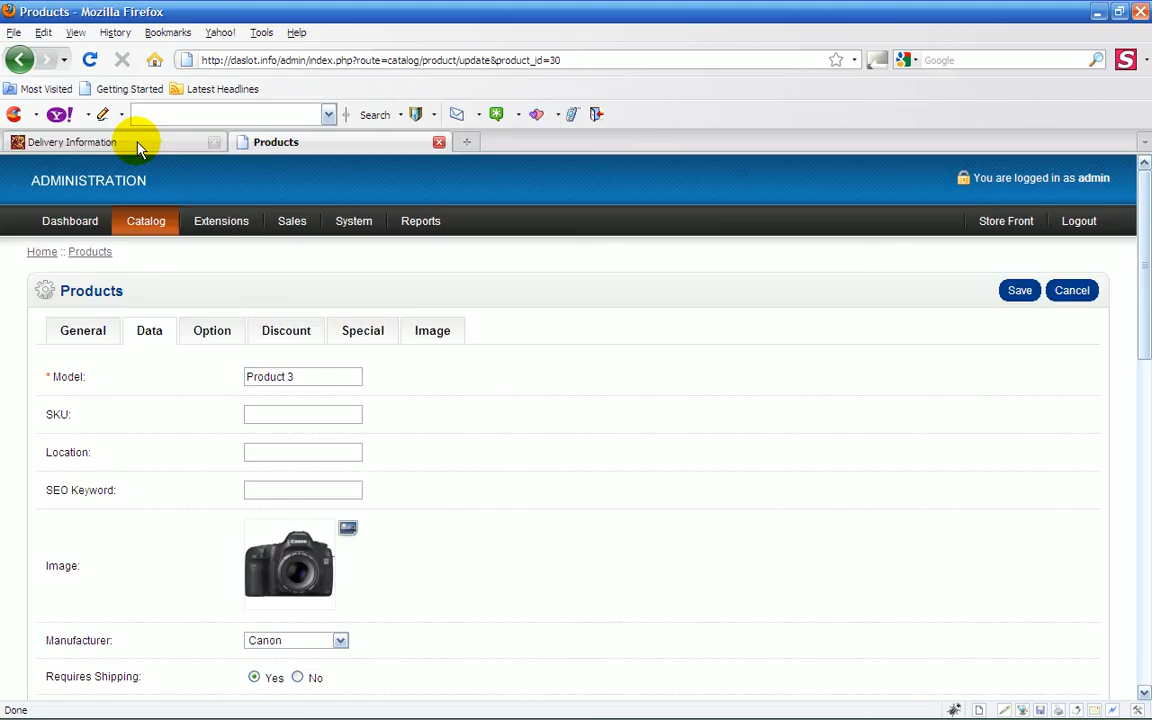 Products - Mozilla Firefox
File Edit View History Bookmarks Yahoo! Tools Help
http://daslot.info/admin/index.php?route=catalog/product/update&product_id=30 Google S
Most Visited Getting Started Latest Headlines
Y! Search
Delivery Information Products
ADMINISTRATION You are logged in as admin
Dashboard Catalog Extensions Sales System Reports Store Front Logout
Home :: Products
Products Save Cancel
General Data Option Discount Special Image
* Model: Product 3
SKU:
Location:
SEO Keyword:
Canon
Image:
Manufacturer: Canon
Requires Shipping: Yes No
Done